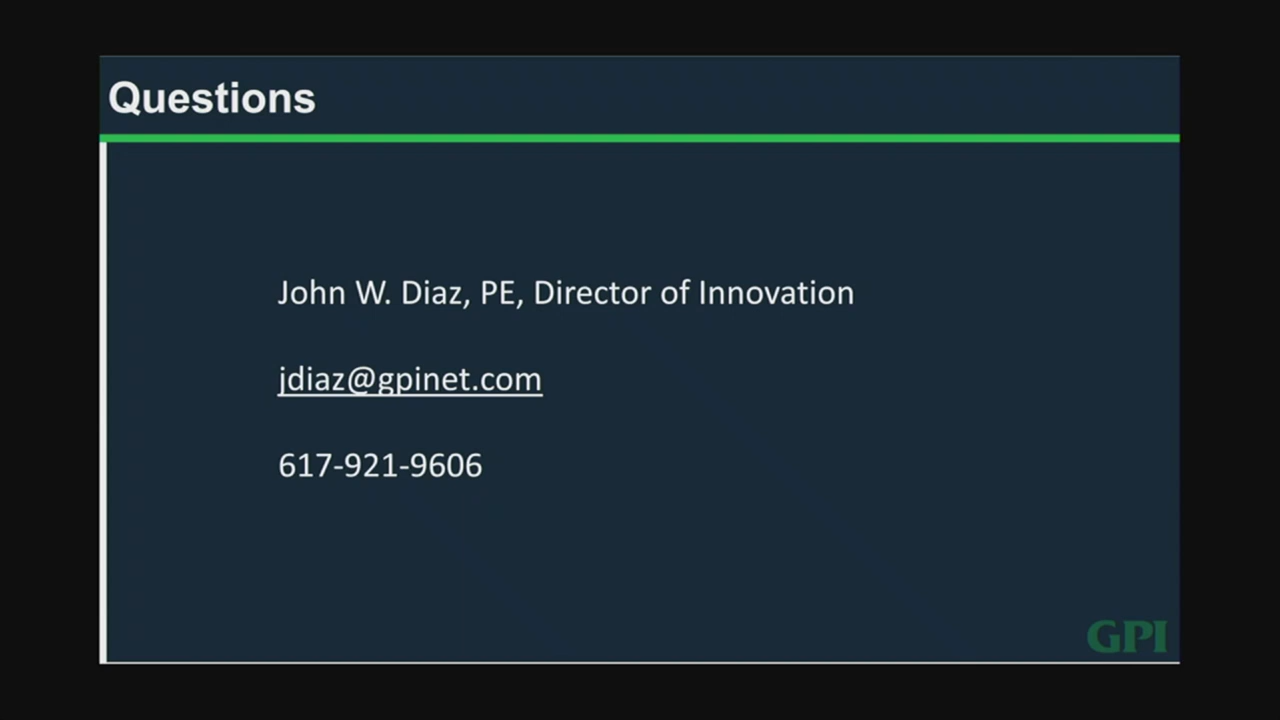 Questions
John W. Diaz, PE, Director of Innovation
jdiaz@gpinet.com
617-921-9606
GPI